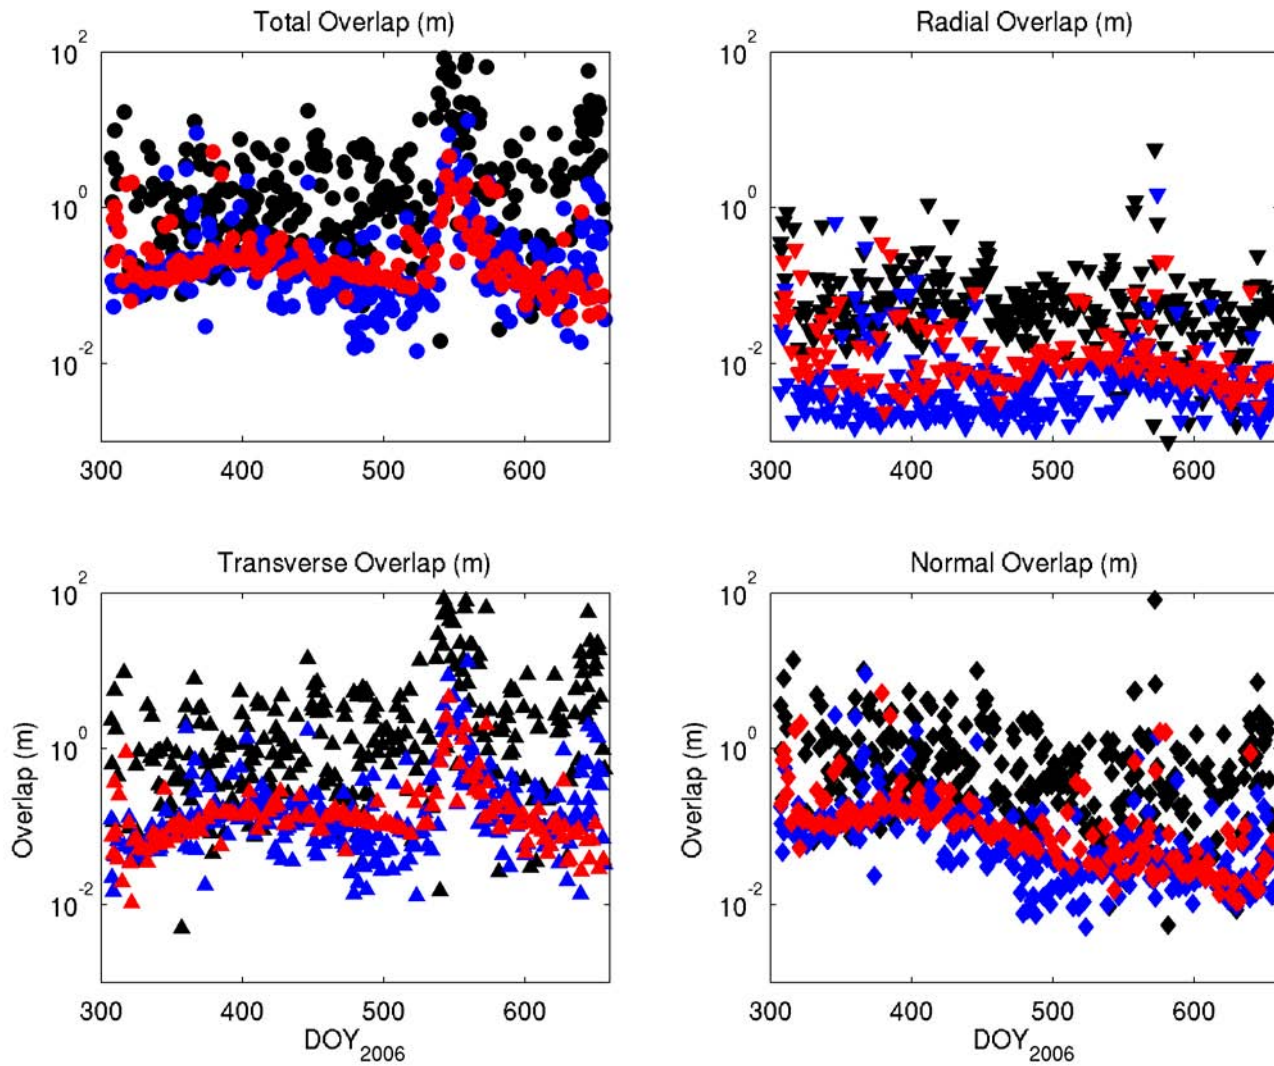 Total Overlap (m)
10^2
10^0
10^-2
300 400 500 600
Radial Overlap (m)
10^2
10^0
10^-2
300 400 500 600
Transverse Overlap (m)
Overlap (m)
10^2
10^0
10^-2
300 400 500 600
DOY_2006
Normal Overlap (m)
Overlap (m)
10^2
10^0
10^-2
300 400 500 600
DOY_2006